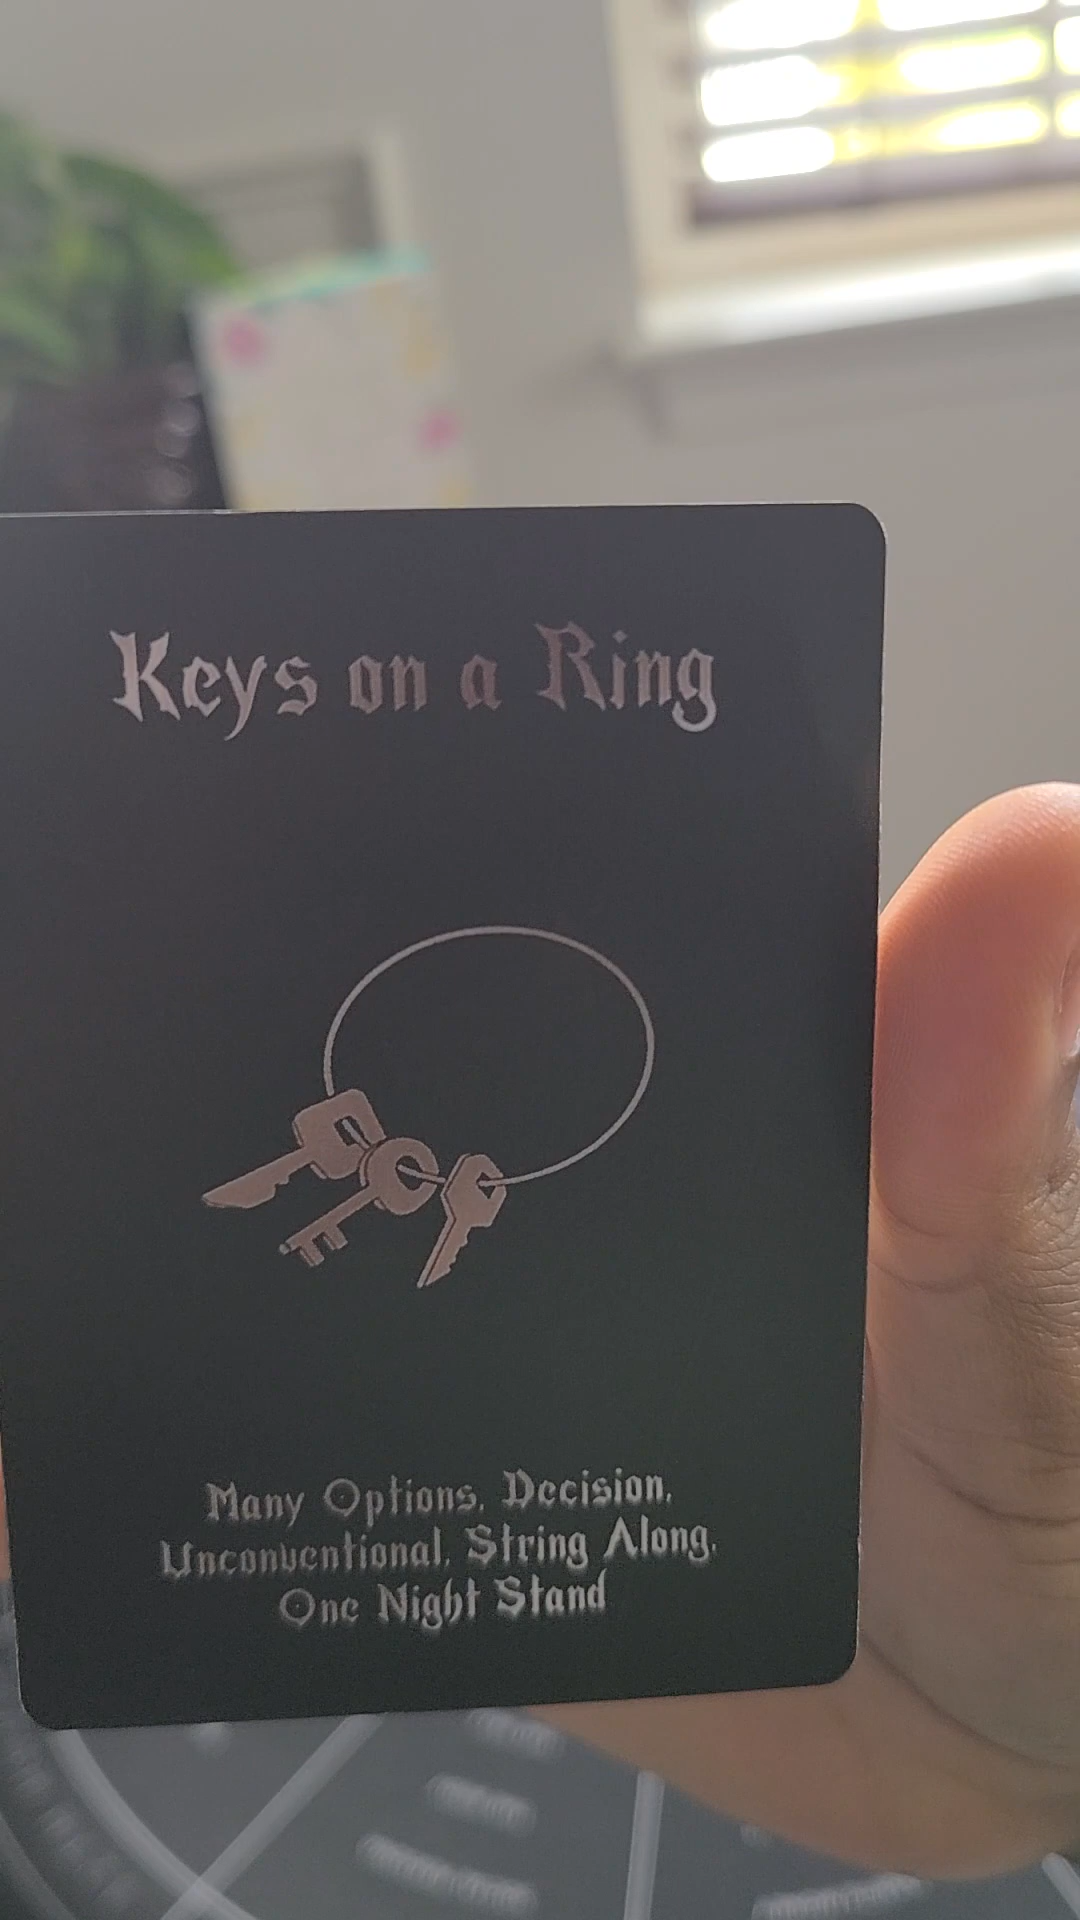 Keys on a Ring
Many Options, Decision,
Unconventional, String Along,
One Night Stand